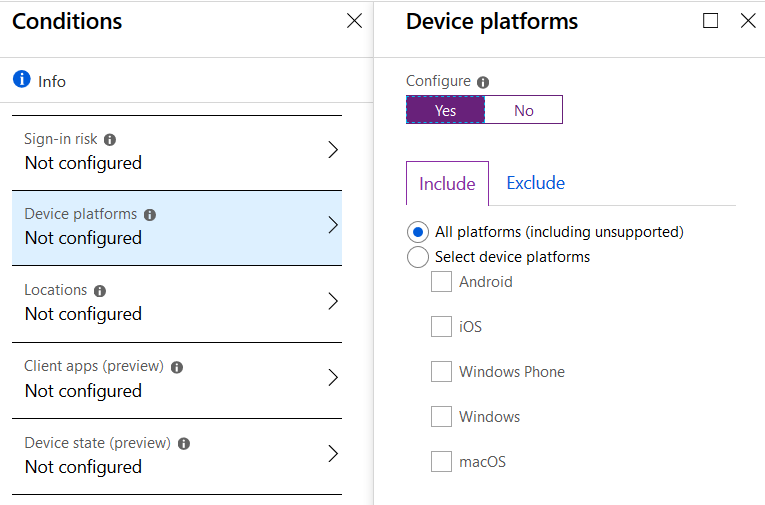 Conditions
Info
Sign-in risk
Not configured
Device platforms
Not configured
Locations
Not configured
Client apps (preview)
Not configured
Device state (preview)
Not configured
Device platforms
Configure
Yes No
Include Exclude
All platforms (including unsupported)
Select device platforms
Android
iOS
Windows Phone
Windows
macOS